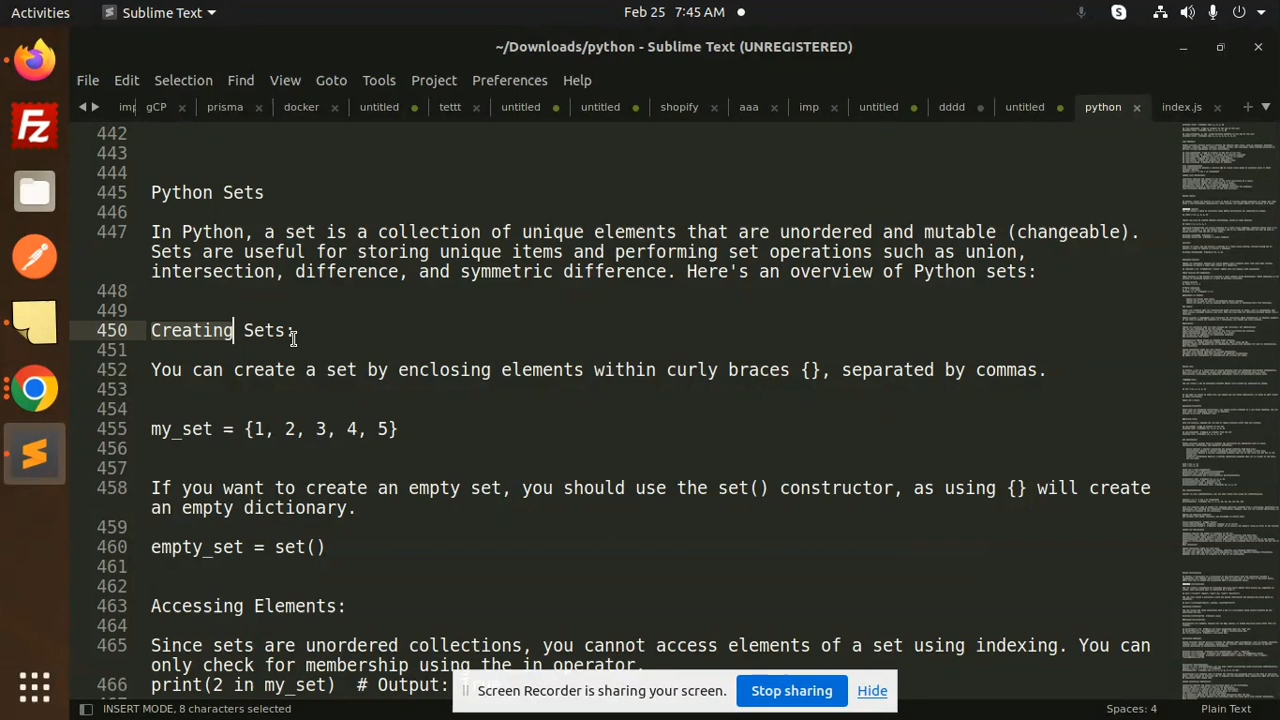 Activities
Sublime Text
Feb 25 7:45 AM
~/Downloads/python - Sublime Text (UNREGISTERED)
File Edit Selection Find View Goto Tools Project Preferences Help
imp gCP prisma docker untitled tettt untitled untitled shopify aaa imp untitled dddd untitled python index.js
442
443
444
445 Python Sets
446
447 In Python, a set is a collection of unique elements that are unordered and mutable (changeable).
Sets are useful for storing unique items and performing set operations such as union,
intersection, difference, and symmetric difference. Here's an overview of Python sets:
448
449
450 Creating Sets:
451
452 You can create a set by enclosing elements within curly braces {}, separated by commas.
453
454
455 my_set = {1, 2, 3, 4, 5}
456
457
458 If you want to create an empty set, you should use the set() constructor, as using {} will create
an empty dictionary.
459
460 empty_set = set()
461
462
463 Accessing Elements:
464
465 Since sets are unordered collections, you cannot access elements of a set using indexing. You can
only check for membership using the in operator.
466 print(2 in my_set) # Output:
Screen Recorder is sharing your screen.
Stop sharing
Hide
INSERT MODE, 8 characters selected
Spaces: 4
Plain Text